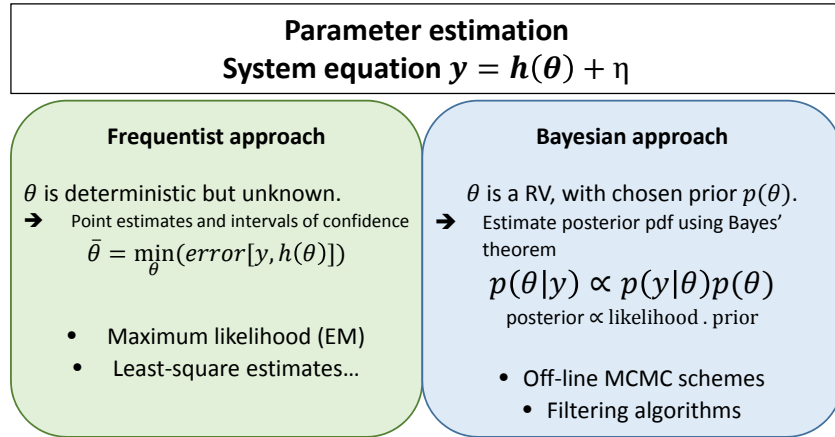 Parameter estimation
System equation 𝒚 = 𝒉(𝜽) + η
Frequentist approach
𝜃 is deterministic but unknown.
➔ Point estimates and intervals of confidence
𝜃̄ = min(error[𝑦, ℎ(𝜃)])
𝜃
• Maximum likelihood (EM)
• Least-square estimates…
Bayesian approach
𝜃 is a RV, with chosen prior 𝑝(𝜃).
➔ Estimate posterior pdf using Bayes’
theorem
𝑝(𝜃|𝑦) ∝ 𝑝(𝑦|𝜃)𝑝(𝜃)
posterior ∝ likelihood . prior
• Off-line MCMC schemes
• Filtering algorithms